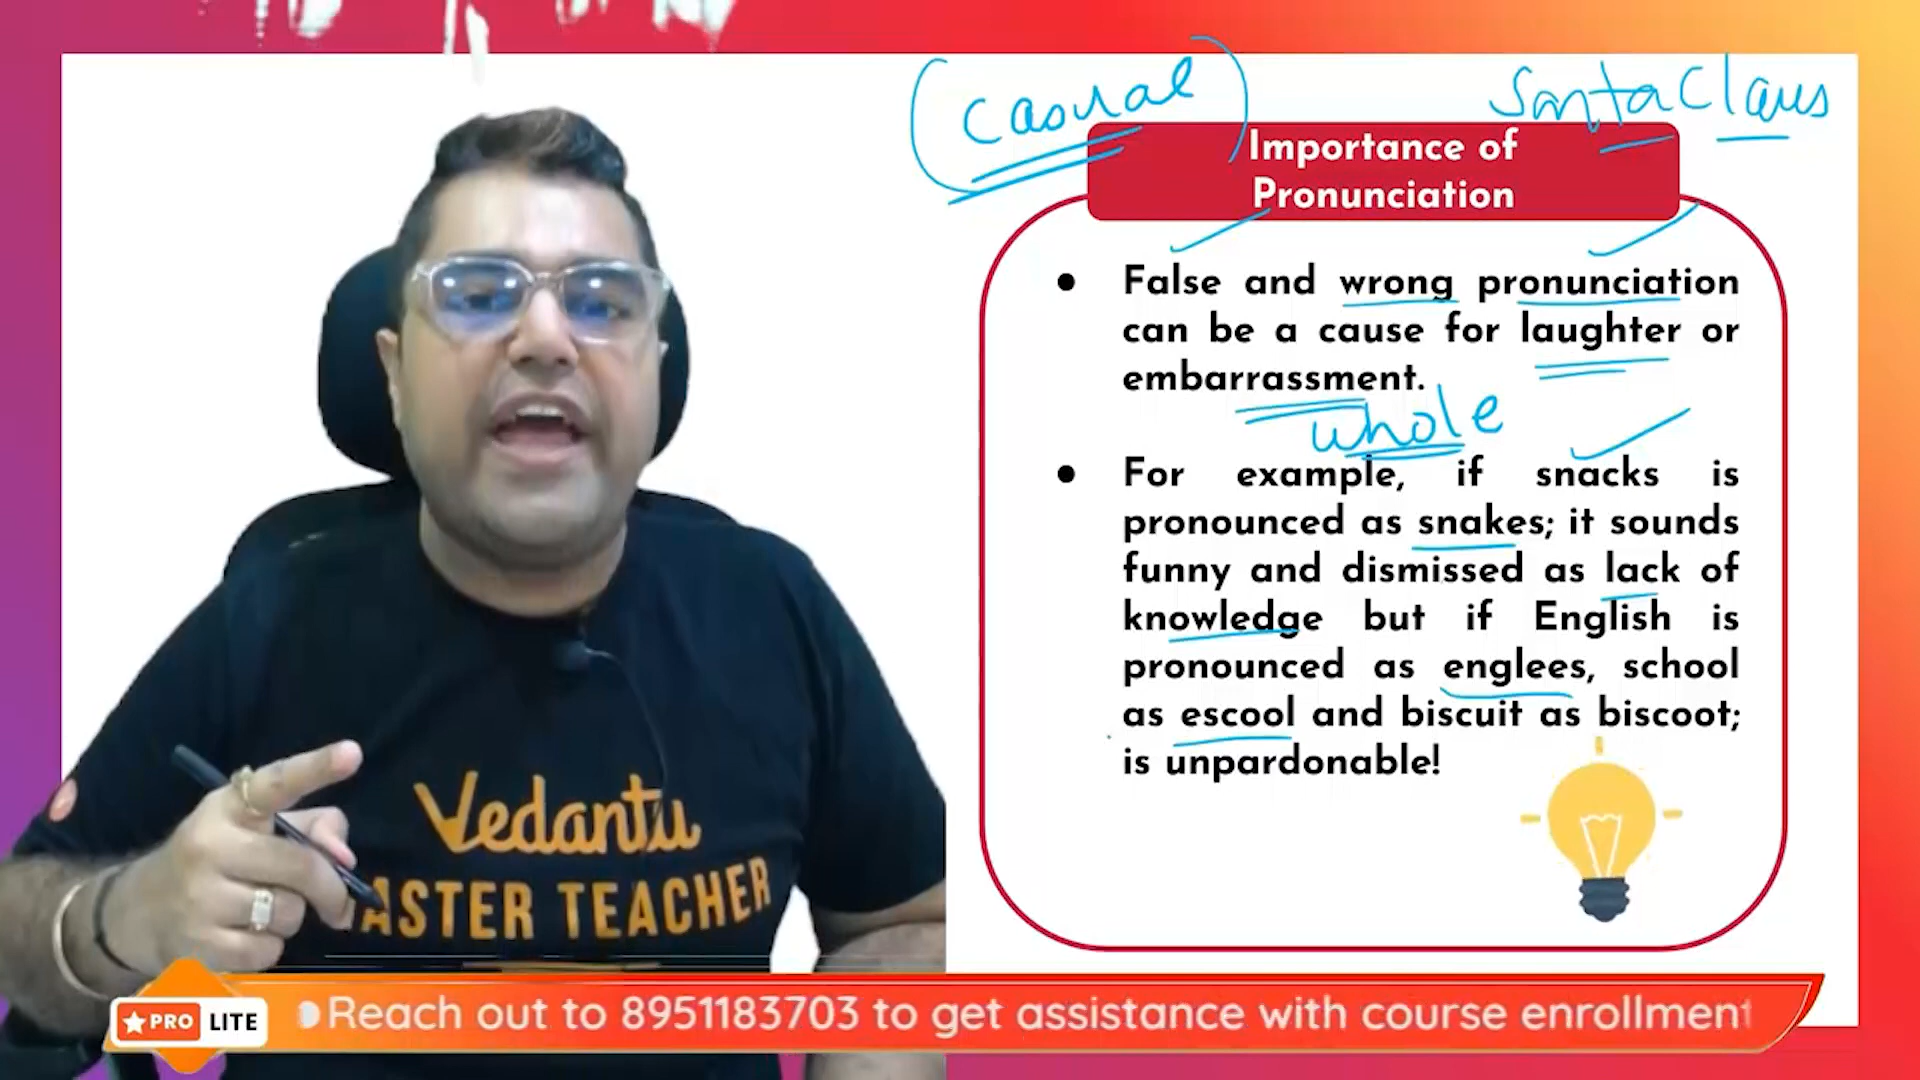 casual
Santa Claus
Importance of
Pronunciation
● False and wrong pronunciation
can be a cause for laughter or
embarrassment.
whole
● For example, if snacks is
pronounced as snakes; it sounds
funny and dismissed as lack of
knowledge but if English is
pronounced as englees, school
as escool and biscuit as biscoot;
is unpardonable!
Vedantu
ASTER TEACHER
PRO LITE
Reach out to 8951183703 to get assistance with course enrollment